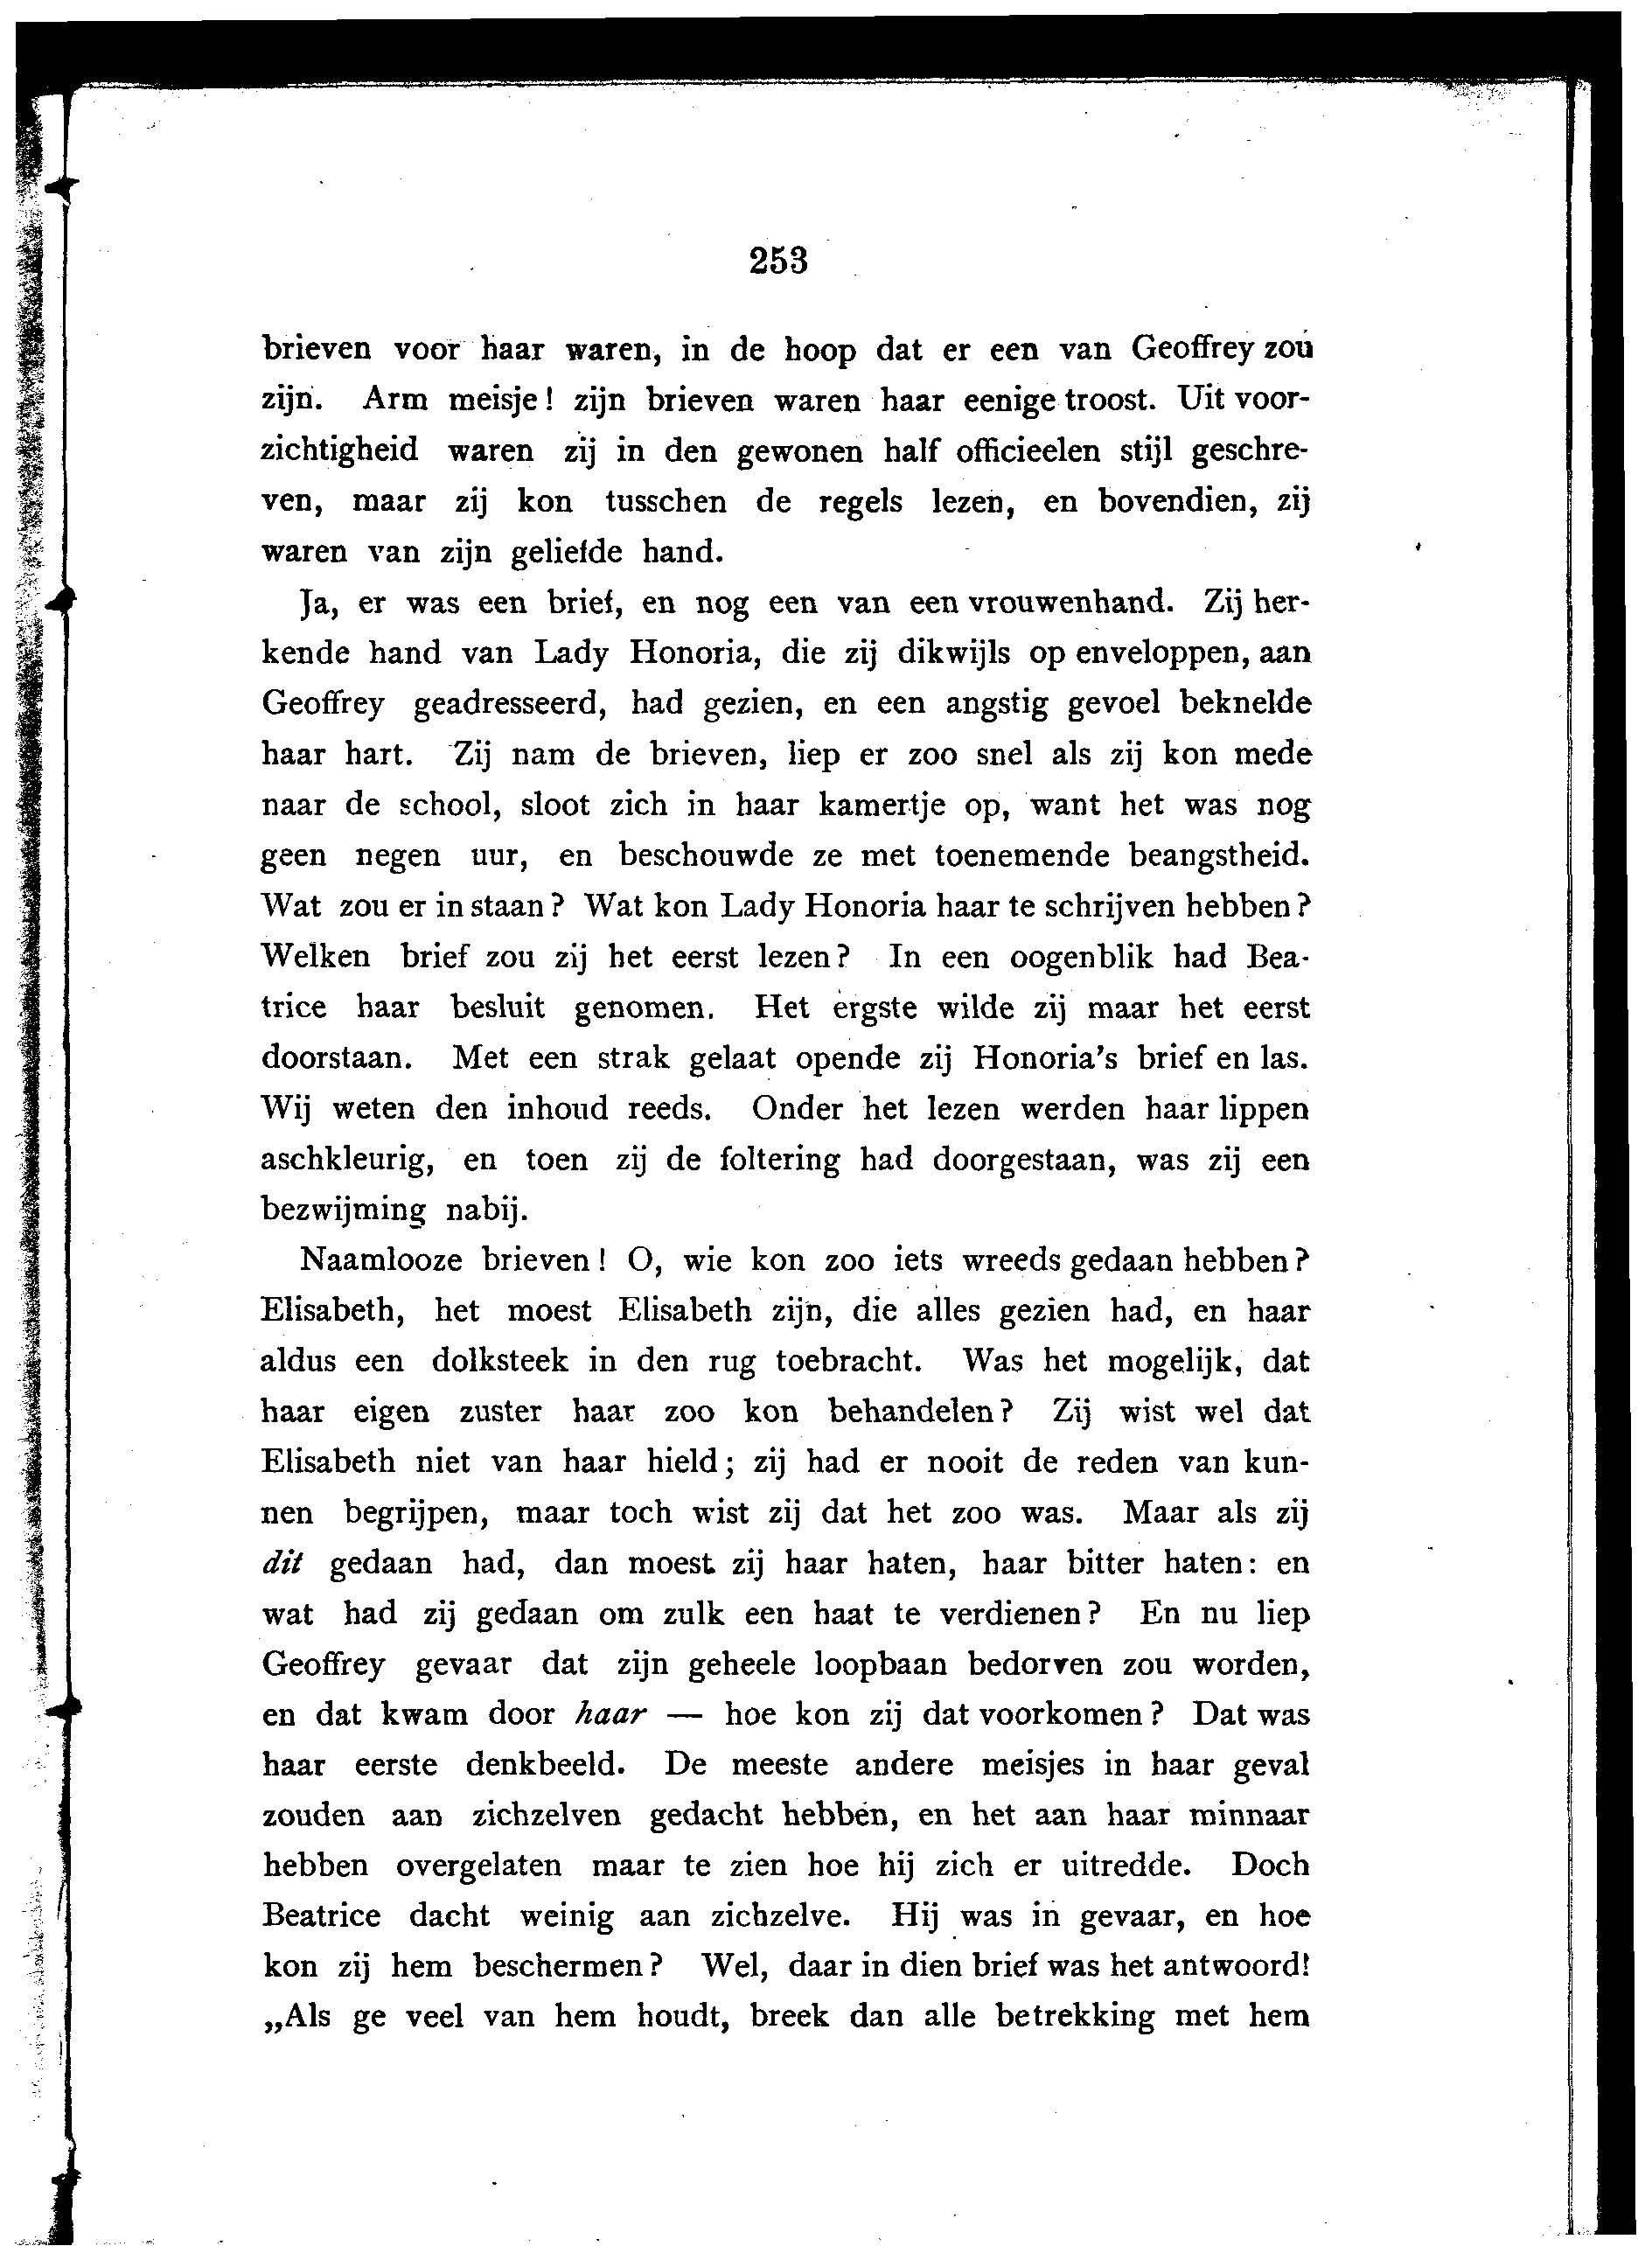 253
brieven voor haar waren, in de hoop dat er een van Geoffrey zou
zijn. Arm meisje! zijn brieven waren haar eenige troost. Uit voor-
zichtigheid waren zij in den gewonen half officieelen stijl geschre-
ven, maar zij kon tusschen de regels lezen, en bovendien, zij
waren van zijn geliefde hand.
Ja, er was een brief, en nog een van een vrouwenhand. Zij her-
kende hand van Lady Honoria, die zij dikwijls op enveloppen, aan
Geoffrey geadresseerd, had gezien, en een angstig gevoel beknelde
haar hart. Zij nam de brieven, liep er zoo snel als zij kon mede
naar de school, sloot zich in haar kamertje op, want het was nog
geen negen uur, en beschouwde ze met toenemende beangstheid.
Wat zou er in staan? Wat kon Lady Honoria haar te schrijven hebben?
Welken brief zou zij het eerst lezen? In een oogenblik had Bea-
trice haar besluit genomen. Het ergste wilde zij maar het eerst
doorstaan. Met een strak gelaat opende zij Honoria's brief en las.
Wij weten den inhoud reeds. Onder het lezen werden haar lippen
aschkleurig, en toen zij de foltering had doorgestaan, was zij een
bezwijming nabij.
Naamlooze brieven! O, wie kon zoo iets wreeds gedaan hebben?
Elisabeth, het moest Elisabeth zijn, die alles gezien had, en haar
aldus een dolksteek in den rug toebracht. Was het mogelijk, dat
haar eigen zuster haar zoo kon behandelen? Zij wist wel dat
Elisabeth niet van haar hield; zij had er nooit de reden van kun-
nen begrijpen, maar toch wist zij dat het zoo was. Maar als zij
dit gedaan had, dan moest zij haar haten, haar bitter haten: en
wat had zij gedaan om zulk een haat te verdienen? En nu liep
Geoffrey gevaar dat zijn geheele loopbaan bedorven zou worden,
en dat kwam door haar — hoe kon zij dat voorkomen? Dat was
haar eerste denkbeeld. De meeste andere meisjes in haar geval
zouden aan zichzelven gedacht hebben, en het aan haar minnaar
hebben overgelaten maar te zien hoe hij zich er uitredde. Doch
Beatrice dacht weinig aan zichzelve. Hij was in gevaar, en hoe
kon zij hem beschermen? Wel, daar in dien brief was het antwoord!
„Als ge veel van hem houdt, breek dan alle betrekking met hem